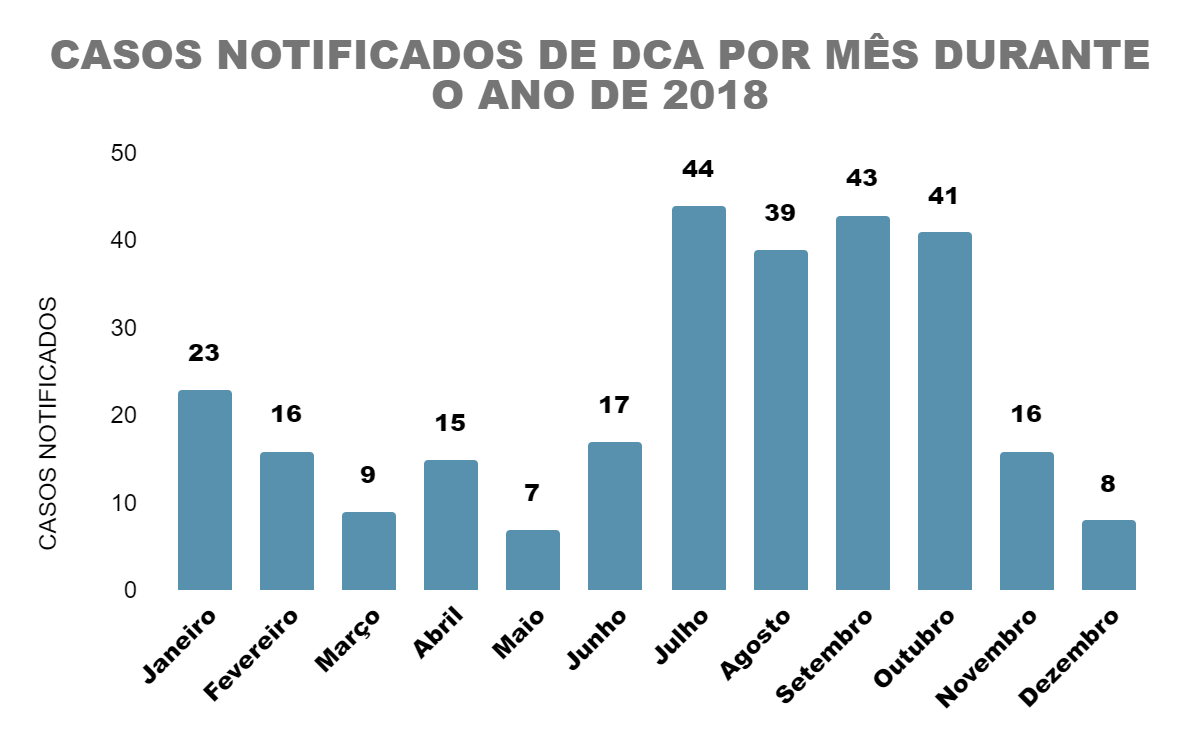 CASOS NOTIFICADOS DE DCA POR MÊS DURANTE
O ANO DE 2018
CASOS NOTIFICADOS
50
40
30
20
10
0
23
16
9
15
7
17
44
39
43
41
16
8
Janeiro
Fevereiro
Março
Abril
Maio
Junho
Julho
Agosto
Setembro
Outubro
Novembro
Dezembro